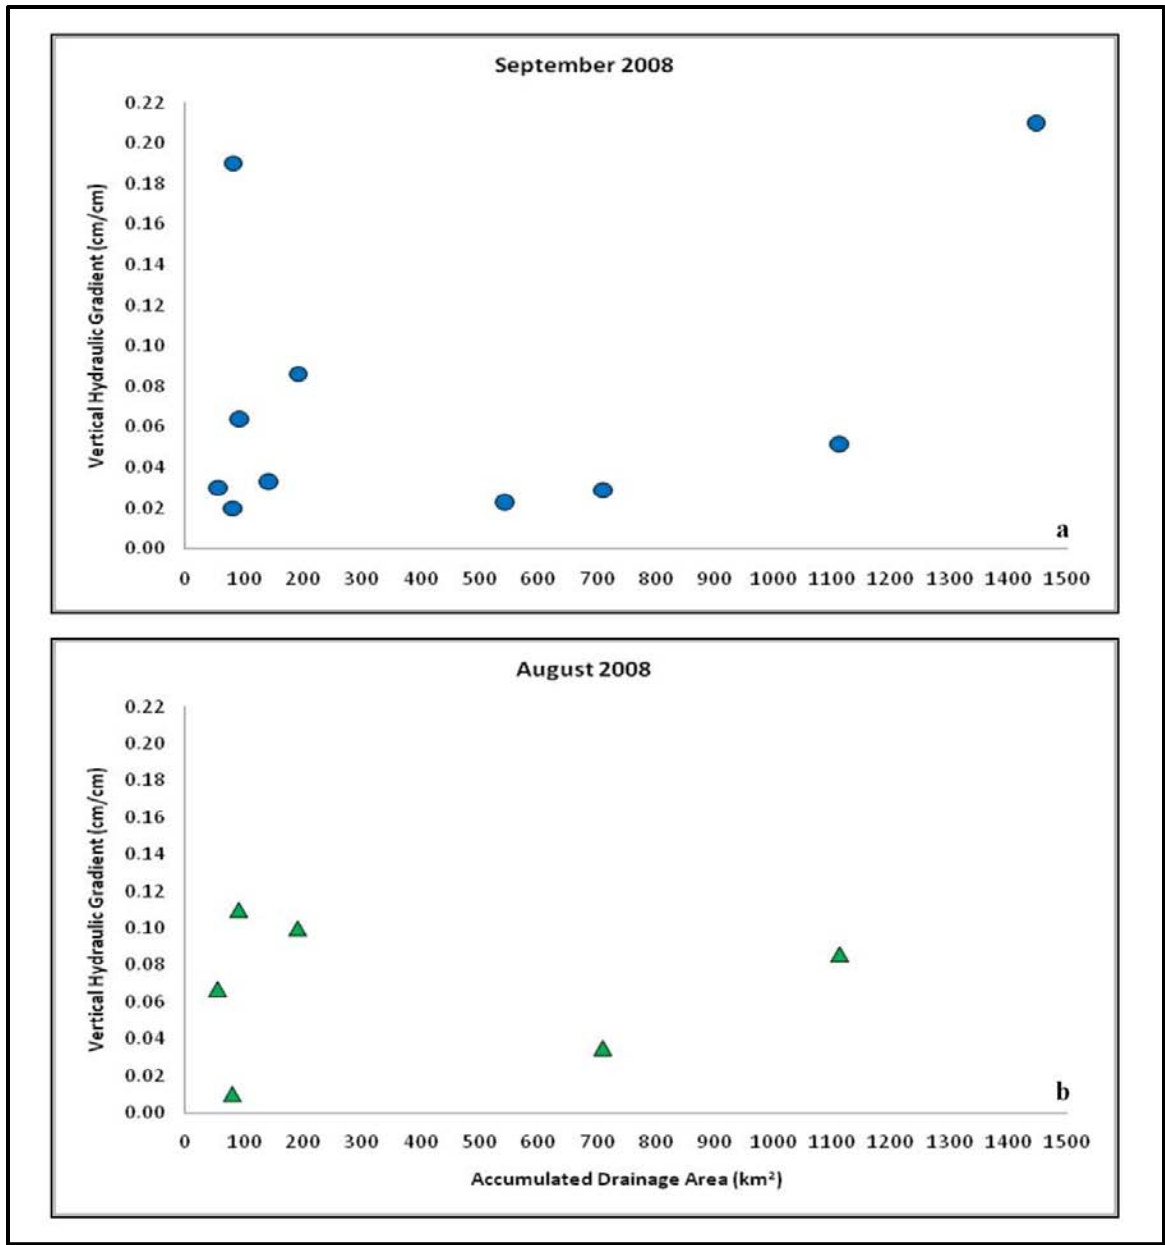 September 2008
Vertical Hydraulic Gradient (cm/cm)
0.22
0.20
0.18
0.16
0.14
0.12
0.10
0.08
0.06
0.04
0.02
0.00
a
0 100 200 300 400 500 600 700 800 900 1000 1100 1200 1300 1400 1500
August 2008
Vertical Hydraulic Gradient (cm/cm)
0.22
0.20
0.18
0.16
0.14
0.12
0.10
0.08
0.06
0.04
0.02
0.00
b
0 100 200 300 400 500 600 700 800 900 1000 1100 1200 1300 1400 1500
Accumulated Drainage Area (km²)